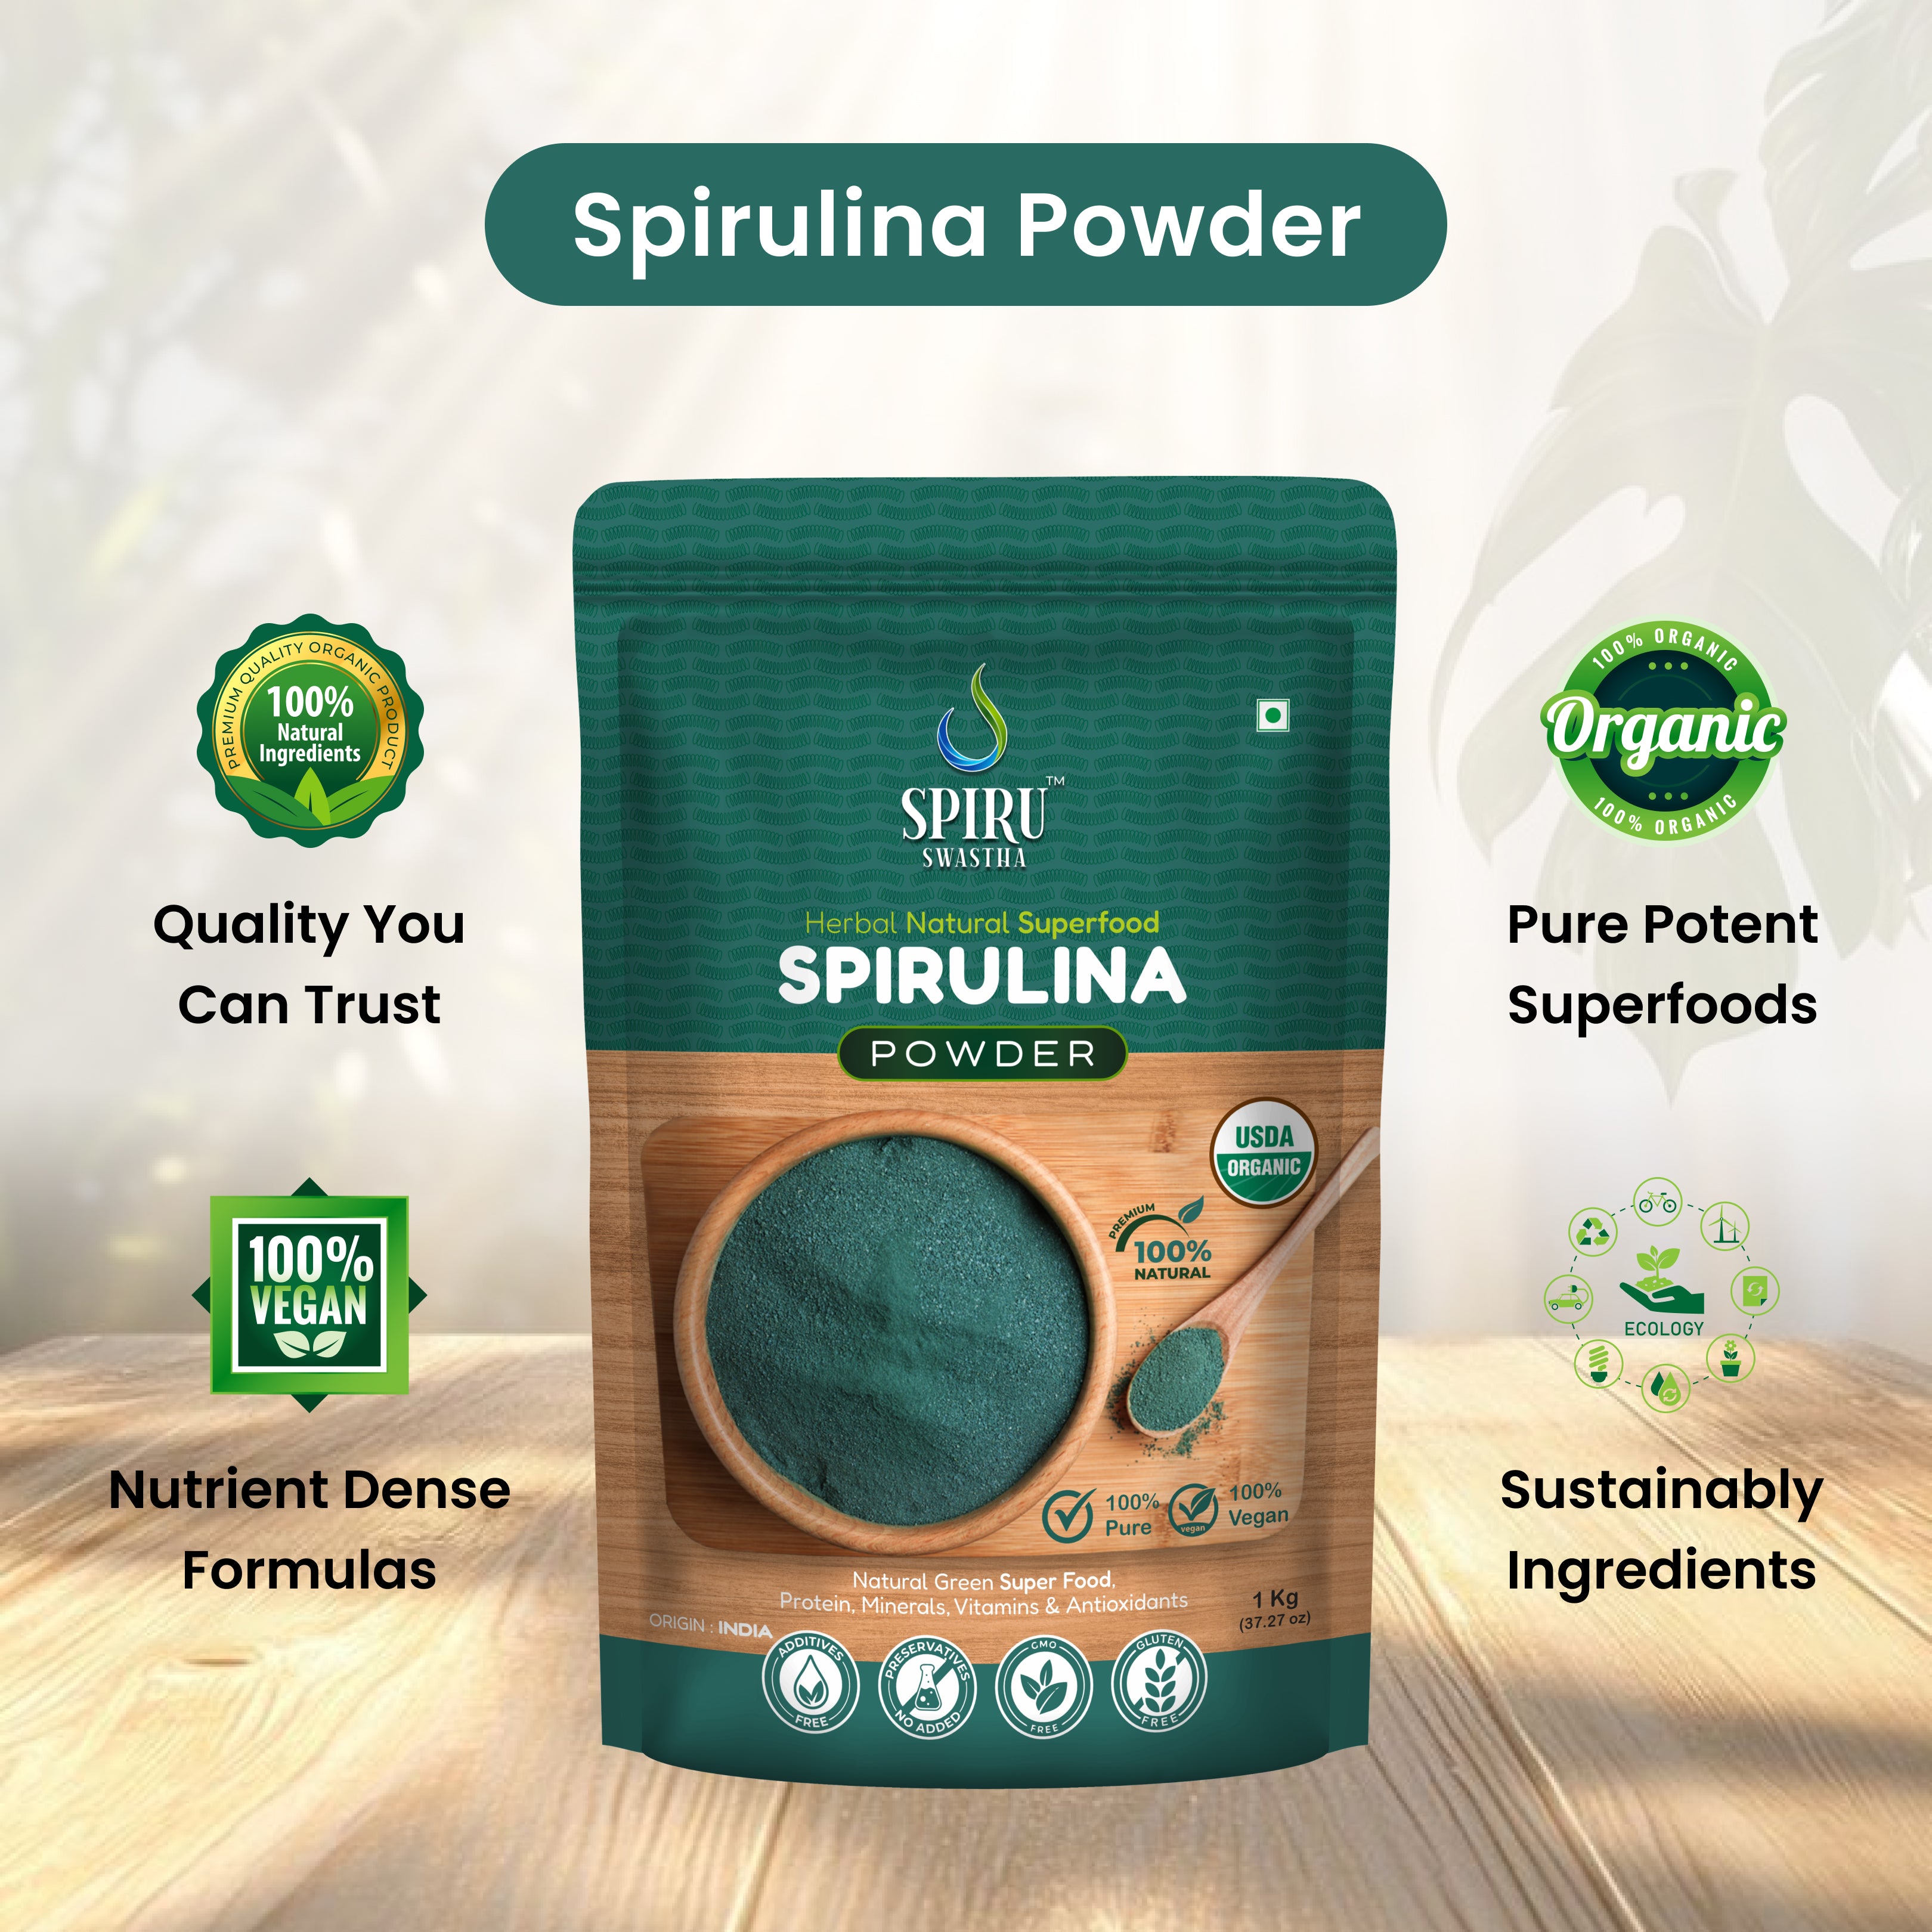 Spirulina Powder
PREMIUM QUALITY ORGANIC PRODUCT
100%
Natural
Ingredients
Quality You
Can Trust
100%
VEGAN
Nutrient Dense
Formulas
SPIRU™
SWASTHA
Herbal Natural Superfood
SPIRULINA
POWDER
USDA
ORGANIC
PREMIUM
100%
NATURAL
100%
Pure
vegan
100%
Vegan
Natural Green Super Food,
Protein, Minerals, Vitamins & Antioxidants
ORIGIN : INDIA
1 Kg
(37.27 oz)
ADDITIVES
FREE
PRESERVATIVES
NO ADDED
GMO
FREE
GLUTEN
FREE
100% ORGANIC
Organic
100% ORGANIC
Pure Potent
Superfoods
ECOLOGY
Sustainably
Ingredients